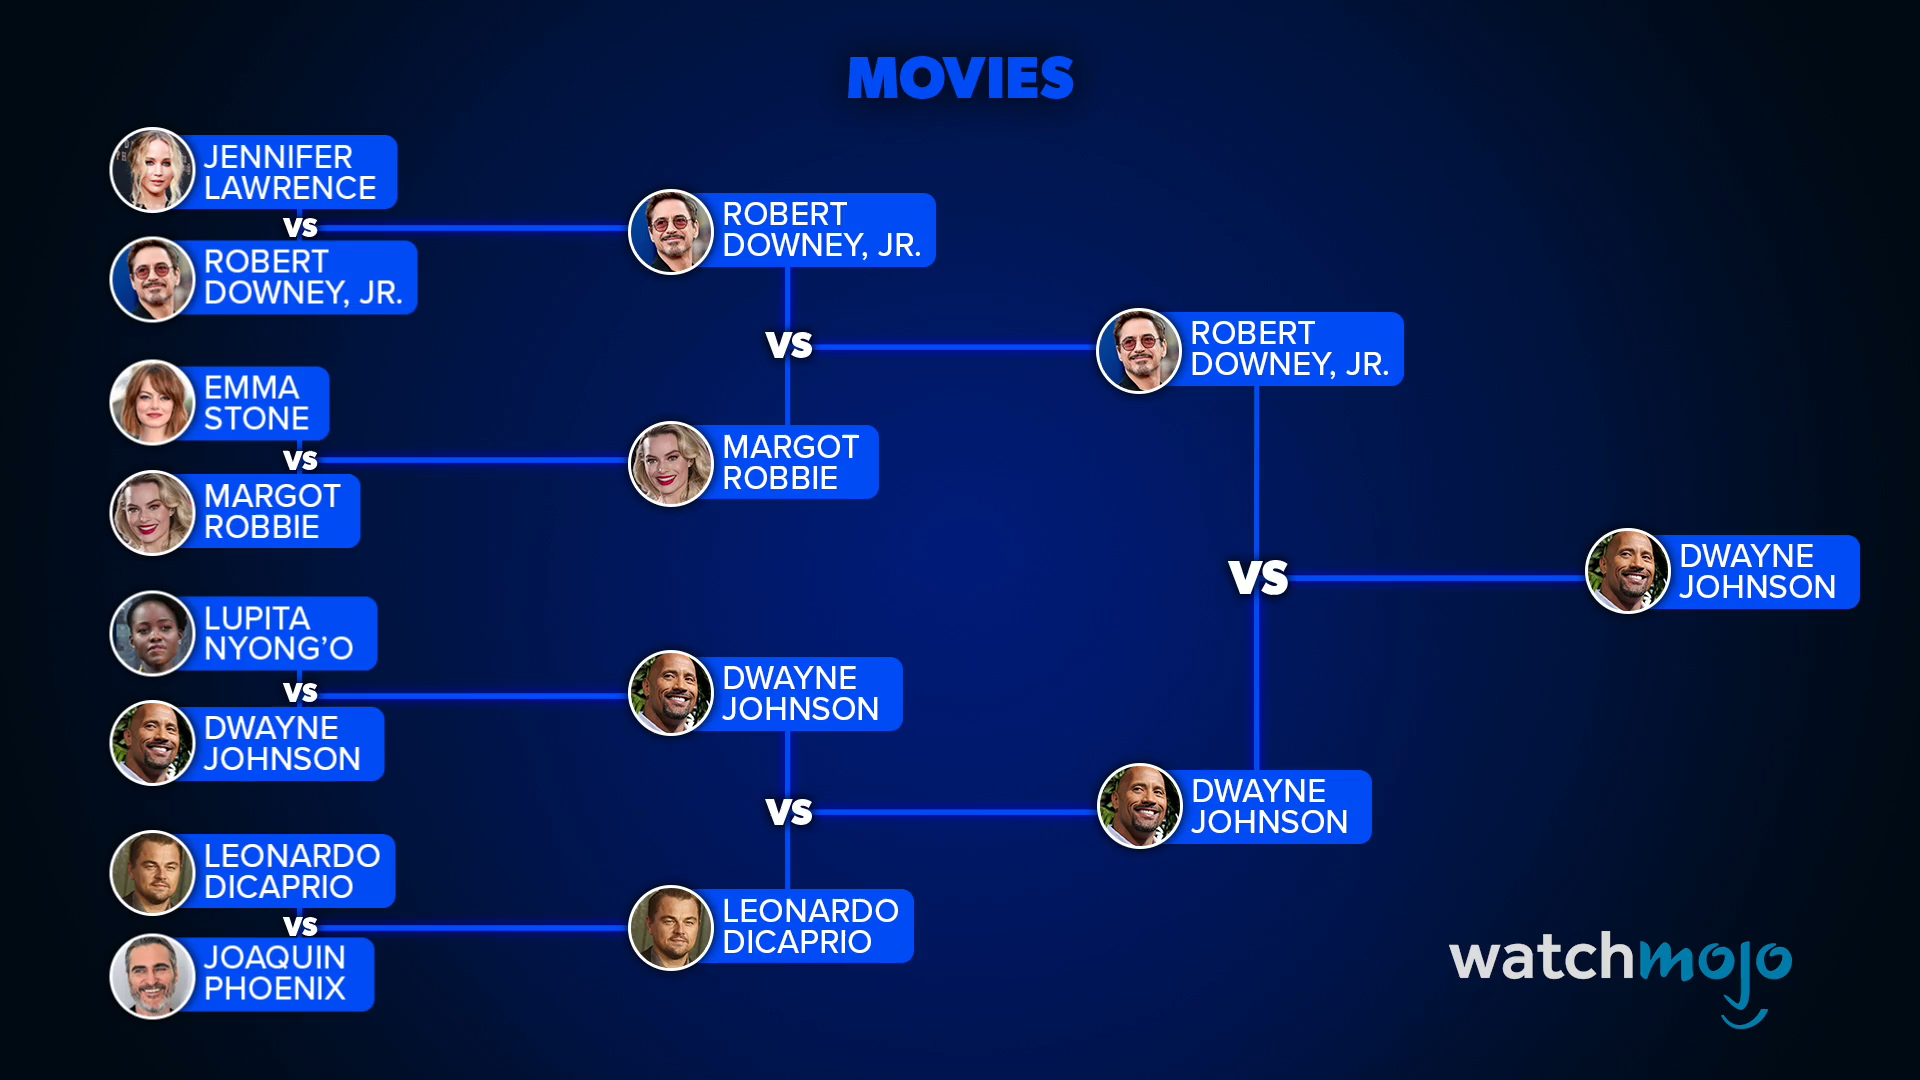 MOVIES
JENNIFER
LAWRENCE
VS
ROBERT
DOWNEY, JR.
EMMA
STONE
VS
MARGOT
ROBBIE
LUPITA
NYONG’O
VS
DWAYNE
JOHNSON
LEONARDO
DICAPRIO
VS
JOAQUIN
PHOENIX
ROBERT
DOWNEY, JR.
VS
MARGOT
ROBBIE
DWAYNE
JOHNSON
VS
LEONARDO
DICAPRIO
ROBERT
DOWNEY, JR.
VS
DWAYNE
JOHNSON
DWAYNE
JOHNSON
watchmojo